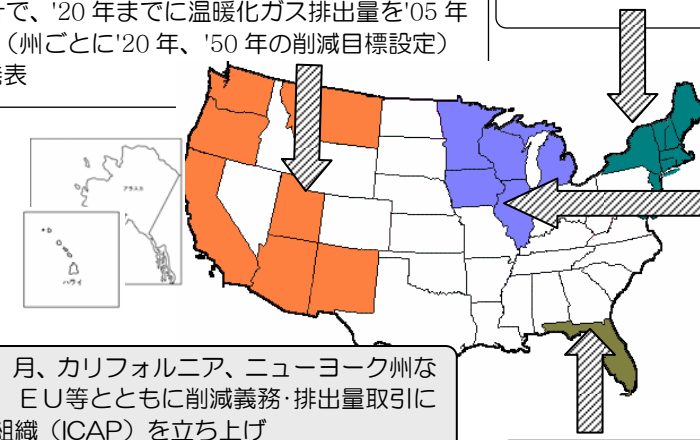 で、'20 年までに温暖化ガス排出量を'05 年
（州ごとに'20 年、'50 年の削減目標設定）
表
アラスカ
ハワイ
月、カリフォルニア、ニューヨーク州な
ＥＵ等とともに削減義務・排出量取引に
組織（ICAP）を立ち上げ